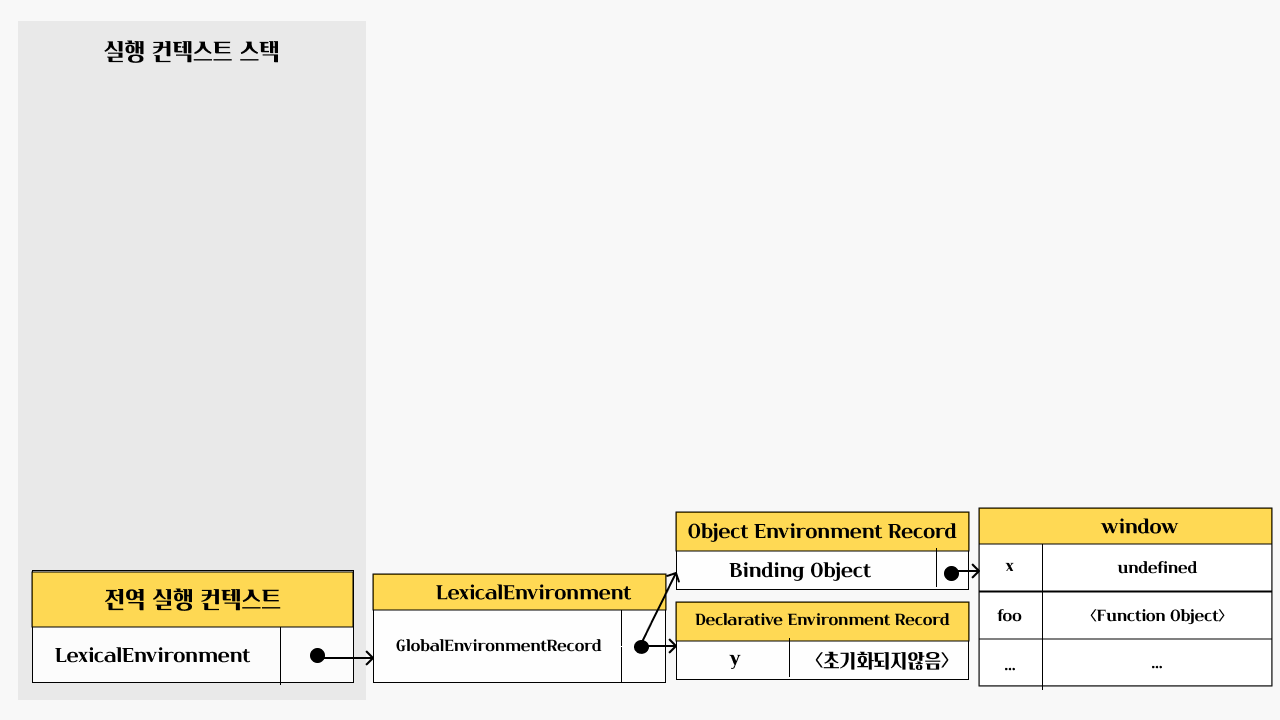 실행 컨텍스트 스택
전역 실행 컨텍스트
LexicalEnvironment
LexicalEnvironment
GlobalEnvironmentRecord
Object Environment Record
Binding Object
Declarative Environment Record
y 〈초기화되지않음〉
window
x undefined
foo 〈Function Object〉
... ...